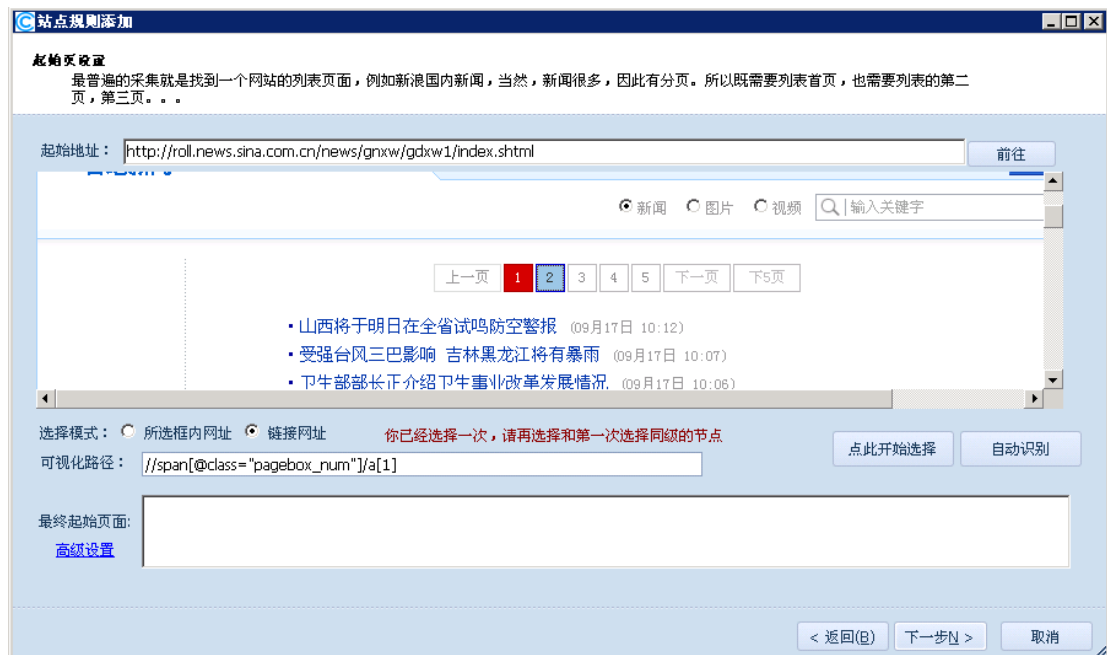 站点规则添加
起始页设置
最普遍的采集就是找到一个网站的列表页面，例如新浪国内新闻，当然，新闻很多，因此有分页。所以既需要列表首页，也需要列表的第二
页，第三页。。。
起始地址： http://roll.news.sina.com.cn/news/gnxw/gdxw1/index.shtml 前往
新闻 图片 视频 输入关键字
上一页 1 2 3 4 5 下一页 下5页
• 山西将于明日在全省试鸣防空警报 (09月17日 10:12)
• 受强台风三巴影响 吉林黑龙江将有暴雨 (09月17日 10:07)
• 卫生部部长正介绍卫生事业改革发展情况 (09月17日 10:06)
选择模式： 所选框内网址 链接网址 你已经选择一次，请再选择和第一次选择同级的节点
点此开始选择 自动识别
可视化路径： //span[@class="pagebox_num"]/a[1]
最终起始页面:
高级设置
< 返回(B) 下一步N > 取消